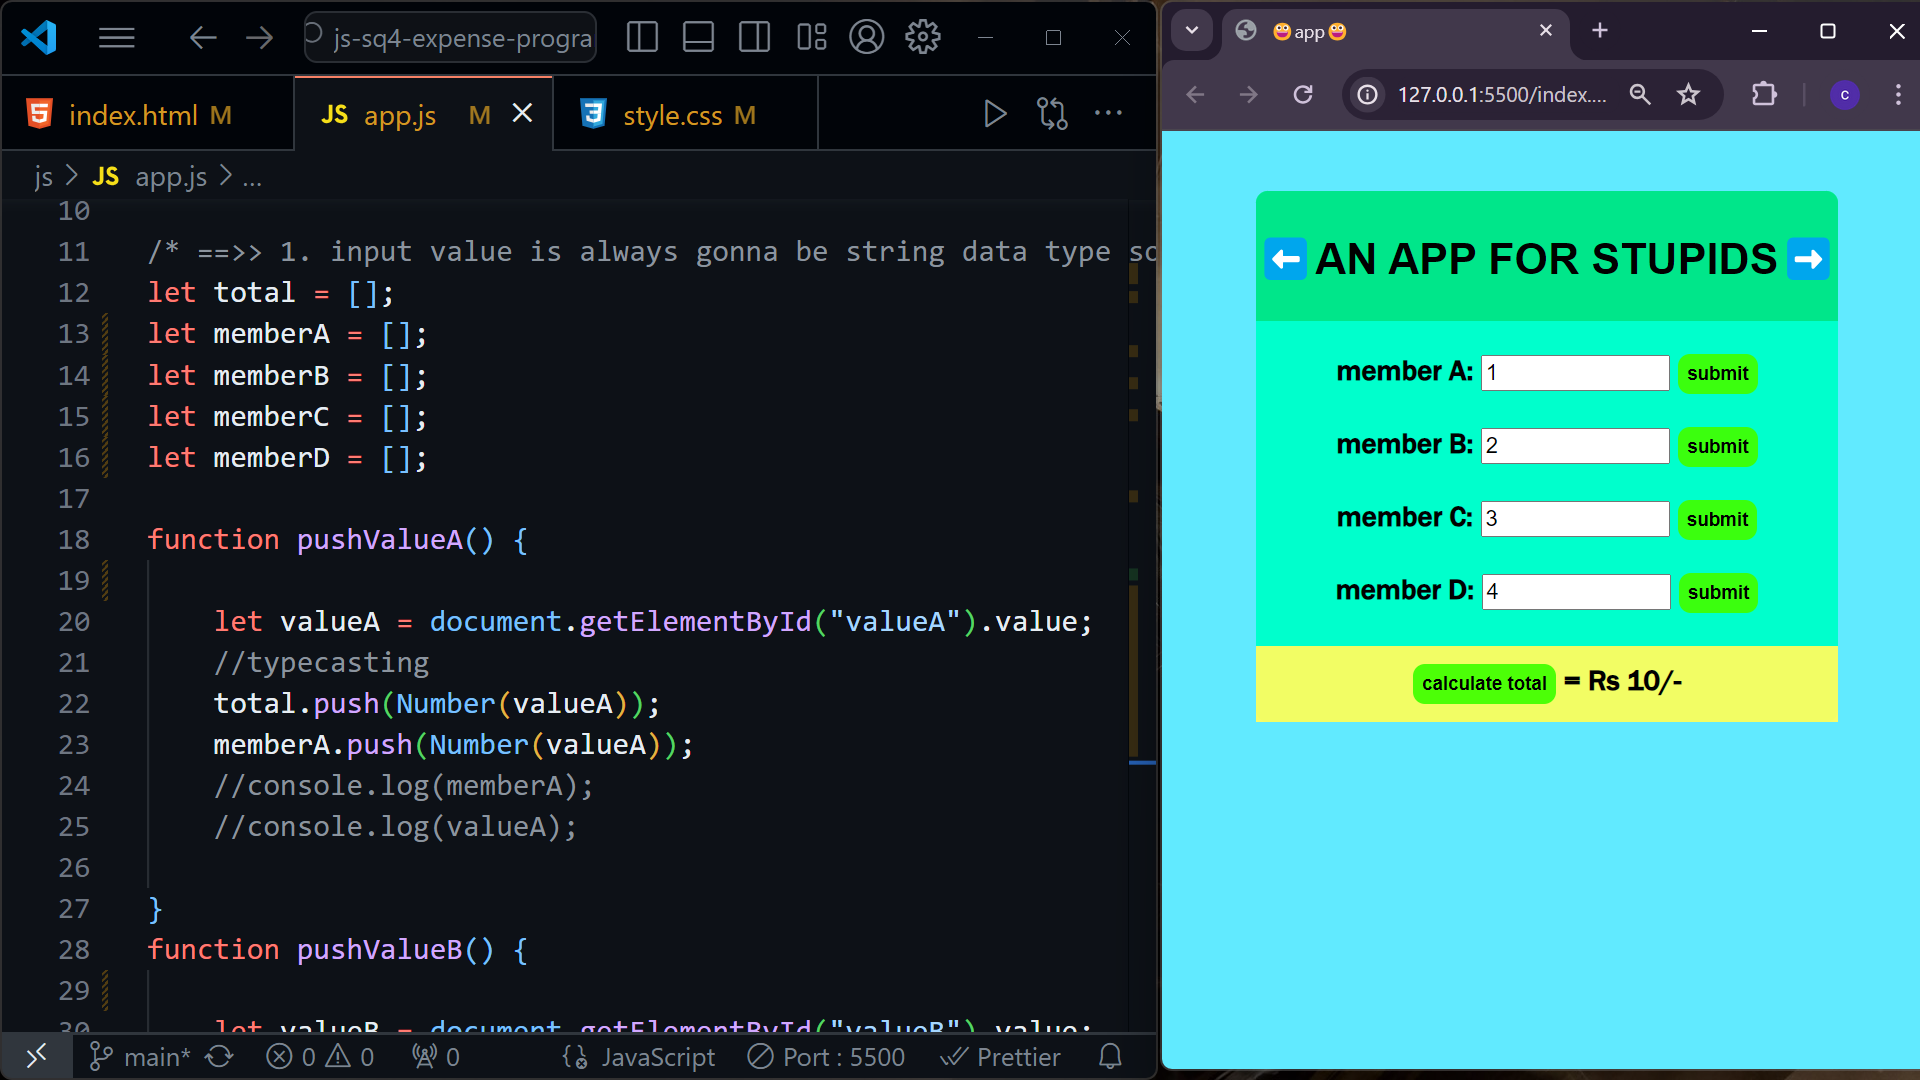 js-sq4-expense-progra
index.html M
JS app.js M
style.css M
js > JS app.js > ...
10
11 /* ==>> 1. input value is always gonna be string data type so
12 let total = [];
13 let memberA = [];
14 let memberB = [];
15 let memberC = [];
16 let memberD = [];
17
18 function pushValueA() {
19
20 let valueA = document.getElementById("valueA").value;
21 //typecasting
22 total.push(Number(valueA));
23 memberA.push(Number(valueA));
24 //console.log(memberA);
25 //console.log(valueA);
26
27 }
28 function pushValueB() {
29
30 let valueB = document.getElementById("valueB").value;
main* 0 0 0 JavaScript Port : 5500 Prettier
app
127.0.0.1:5500/index....
c
AN APP FOR STUPIDS
member A: 1 submit
member B: 2 submit
member C: 3 submit
member D: 4 submit
calculate total = Rs 10/-